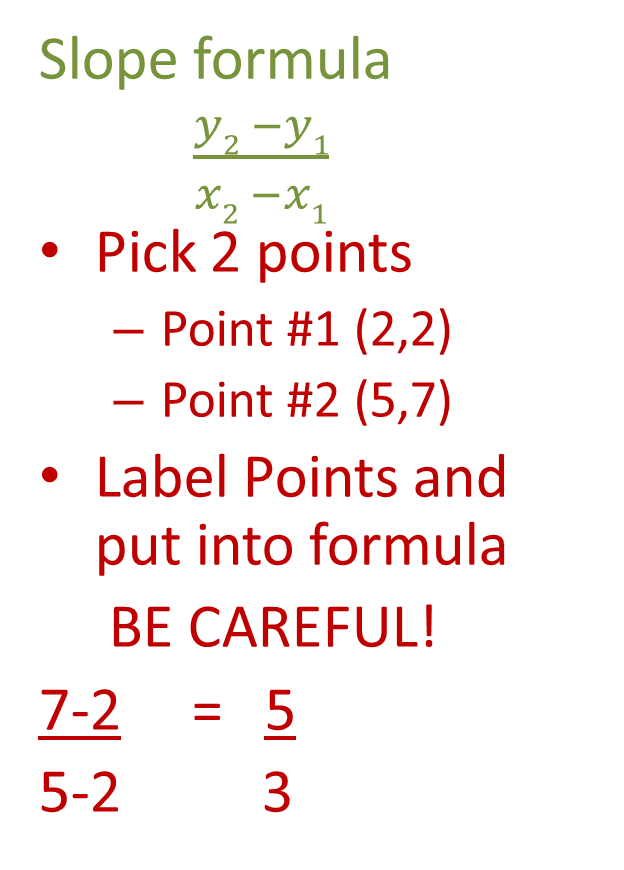 Slope formula
y₂ −y₁
x₂ −x₁
• Pick 2 points
– Point #1 (2,2)
– Point #2 (5,7)
• Label Points and
put into formula
BE CAREFUL!
7-2 = 5
5-2 3